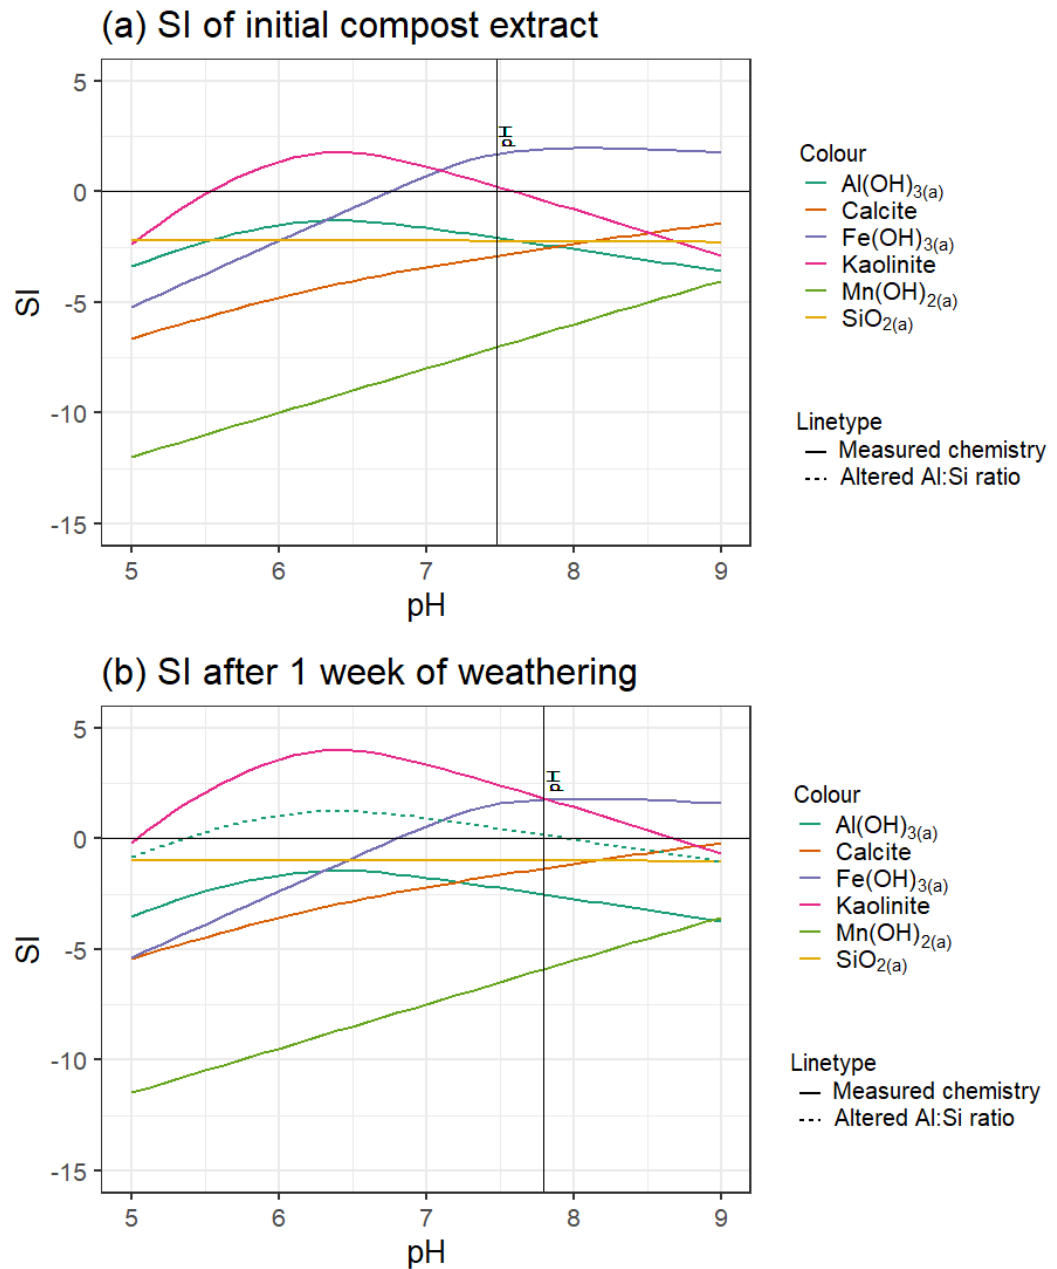 (a) SI of initial compost extract
5
0
-5
-10
-15
SI
pH
5 6 7 8 9
pH
Colour
Al(OH)3(a)
Calcite
Fe(OH)3(a)
Kaolinite
Mn(OH)2(a)
SiO2(a)
Linetype
Measured chemistry
Altered Al:Si ratio
(b) SI after 1 week of weathering
5
0
-5
-10
-15
SI
pH
5 6 7 8 9
pH
Colour
Al(OH)3(a)
Calcite
Fe(OH)3(a)
Kaolinite
Mn(OH)2(a)
SiO2(a)
Linetype
Measured chemistry
Altered Al:Si ratio